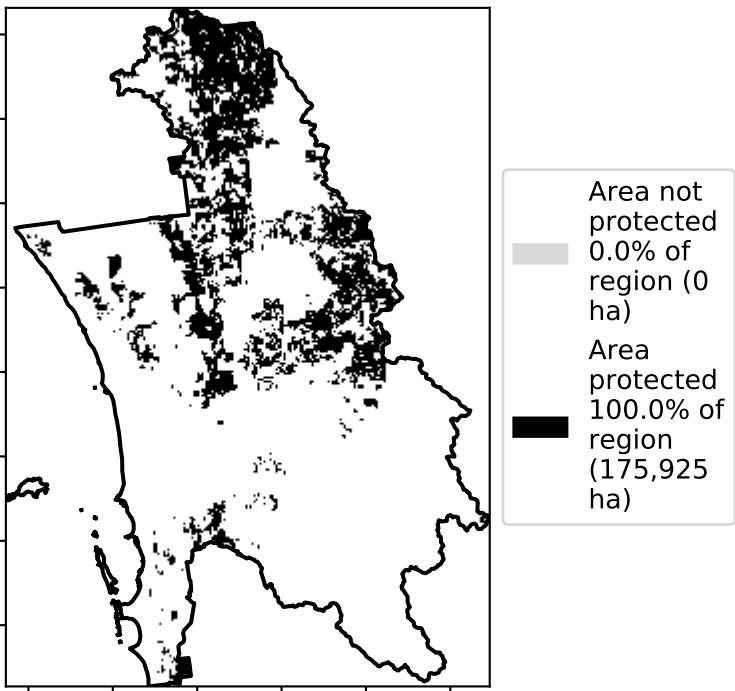 Area not
protected
0.0% of
region (0
ha)
Area
protected
100.0% of
region
(175,925
ha)